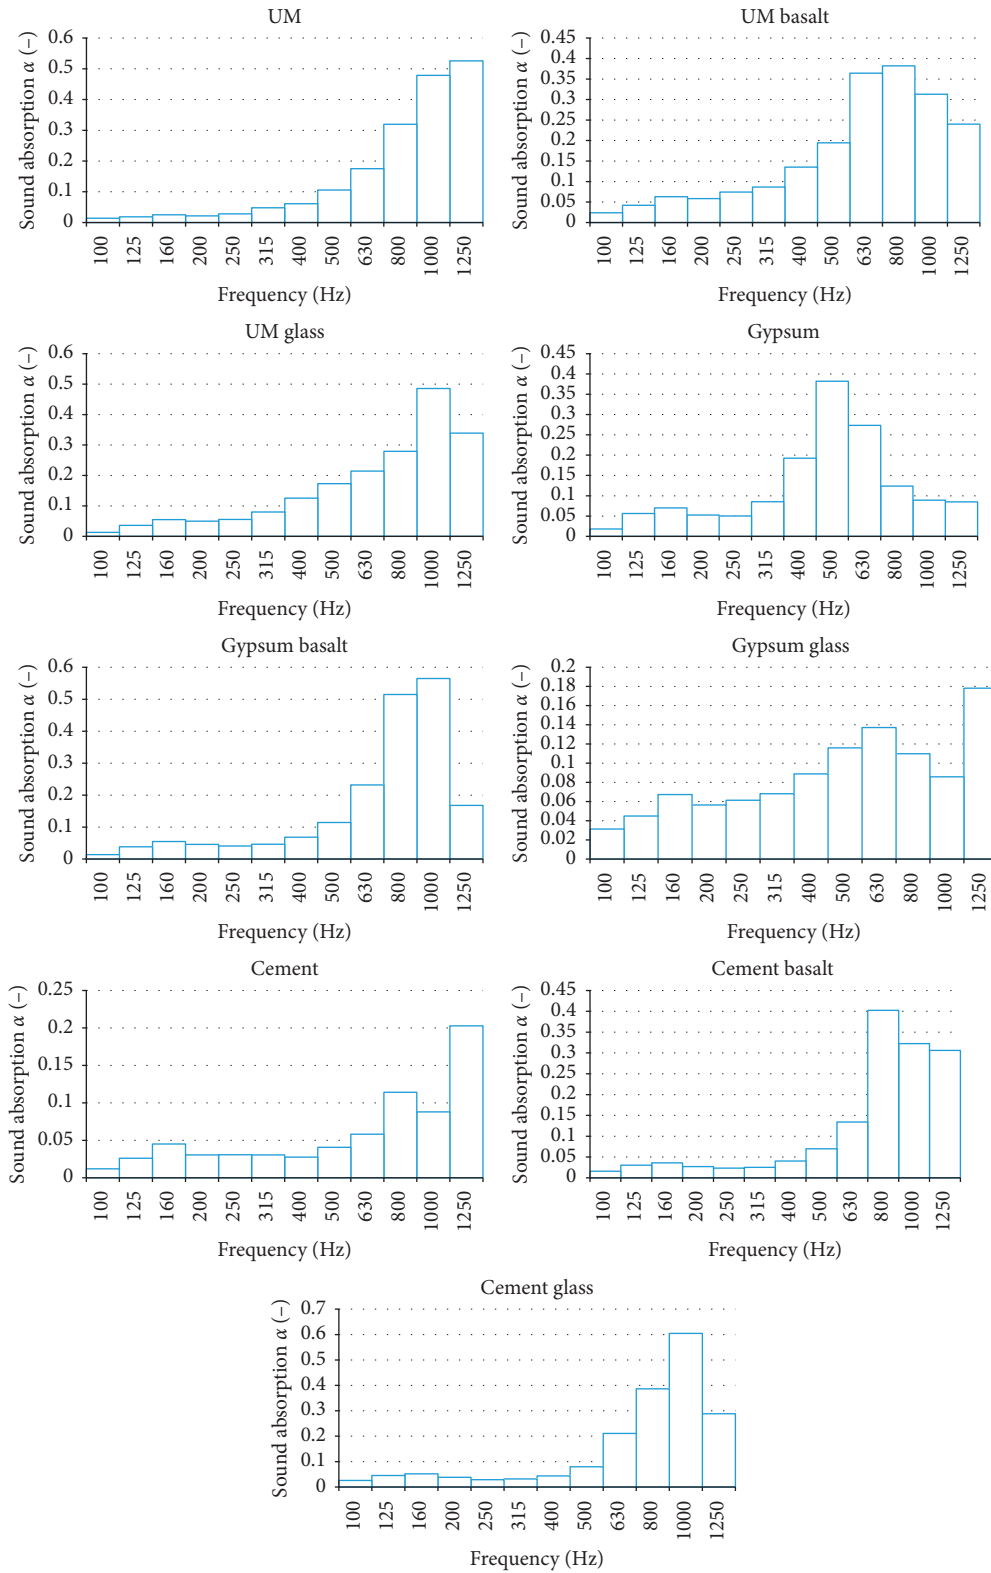 UM
Sound absorption α (–)
0.6
0.5
0.4
0.3
0.2
0.1
0
100 125 160 200 250 315 400 500 630 800 1000 1250
Frequency (Hz)
UM basalt
Sound absorption α (–)
0.45
0.4
0.35
0.3
0.25
0.2
0.15
0.1
0.05
0
100 125 160 200 250 315 400 500 630 800 1000 1250
Frequency (Hz)
UM glass
Sound absorption α (–)
0.6
0.5
0.4
0.3
0.2
0.1
0
100 125 160 200 250 315 400 500 630 800 1000 1250
Frequency (Hz)
Gypsum
Sound absorption α (–)
0.45
0.4
0.35
0.3
0.25
0.2
0.15
0.1
0.05
0
100 125 160 200 250 315 400 500 630 800 1000 1250
Frequency (Hz)
Gypsum basalt
Sound absorption α (–)
0.6
0.5
0.4
0.3
0.2
0.1
0
100 125 160 200 250 315 400 500 630 800 1000 1250
Frequency (Hz)
Gypsum glass
Sound absorption α (–)
0.2
0.18
0.16
0.14
0.12
0.1
0.08
0.06
0.04
0.02
0
100 125 160 200 250 315 400 500 630 800 1000 1250
Frequency (Hz)
Cement
Sound absorption α (–)
0.25
0.2
0.15
0.1
0.05
0
100 125 160 200 250 315 400 500 630 800 1000 1250
Frequency (Hz)
Cement basalt
Sound absorption α (–)
0.45
0.4
0.35
0.3
0.25
0.2
0.15
0.1
0.05
0
100 125 160 200 250 315 400 500 630 800 1000 1250
Frequency (Hz)
Cement glass
Sound absorption α (–)
0.7
0.6
0.5
0.4
0.3
0.2
0.1
0
100 125 160 200 250 315 400 500 630 800 1000 1250
Frequency (Hz)